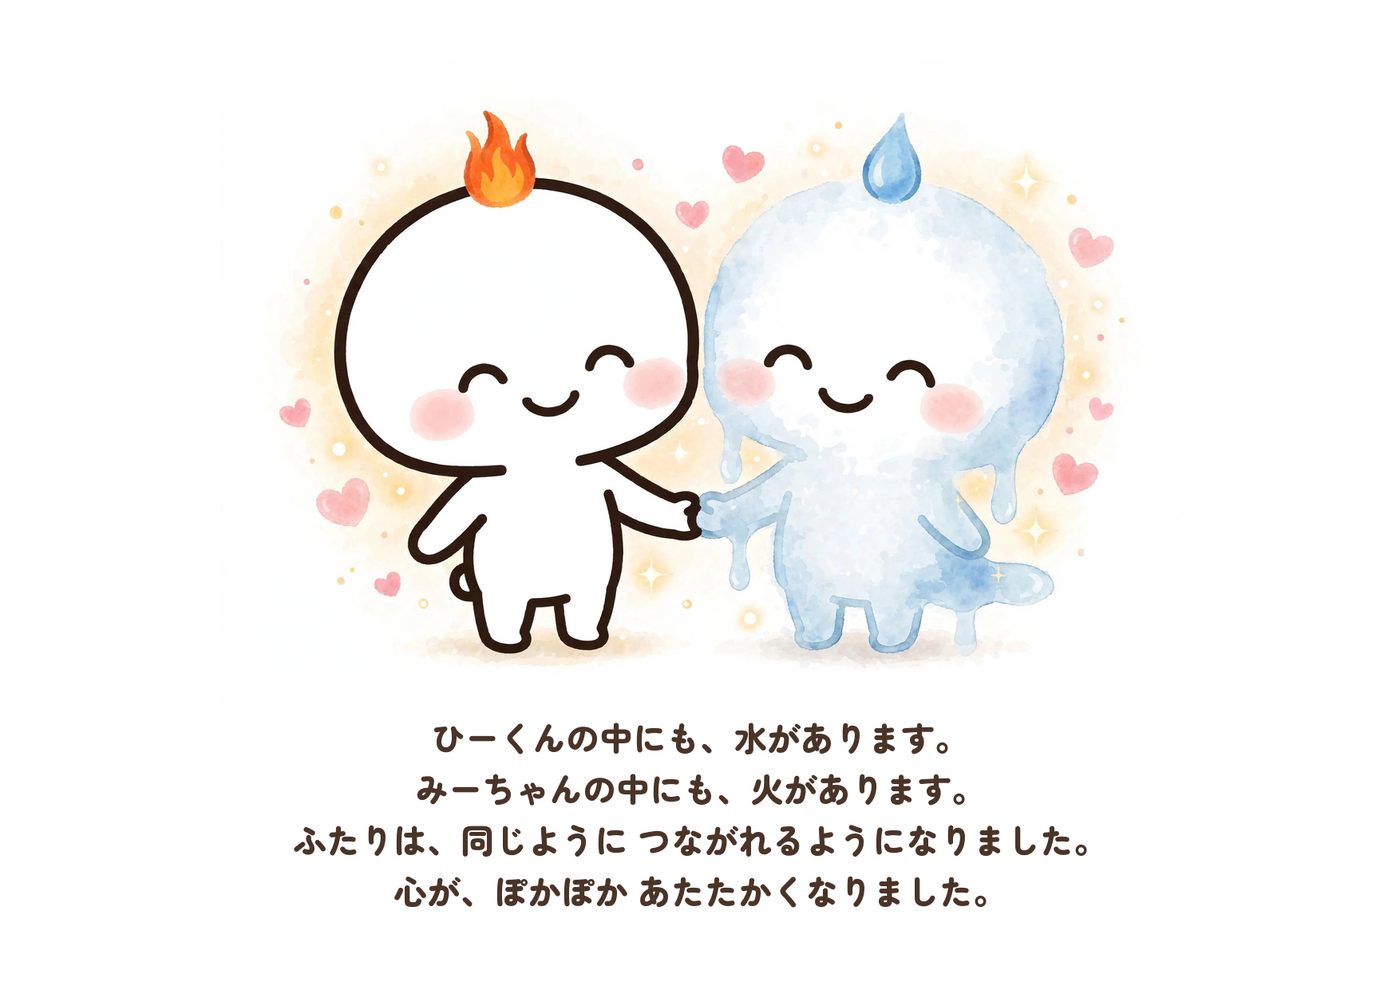 ひーくんの中にも、水があります。
みーちゃんの中にも、火があります。
ふたりは、同じように つながれるようになりました。
心が、ぽかぽか あたたかくなりました。